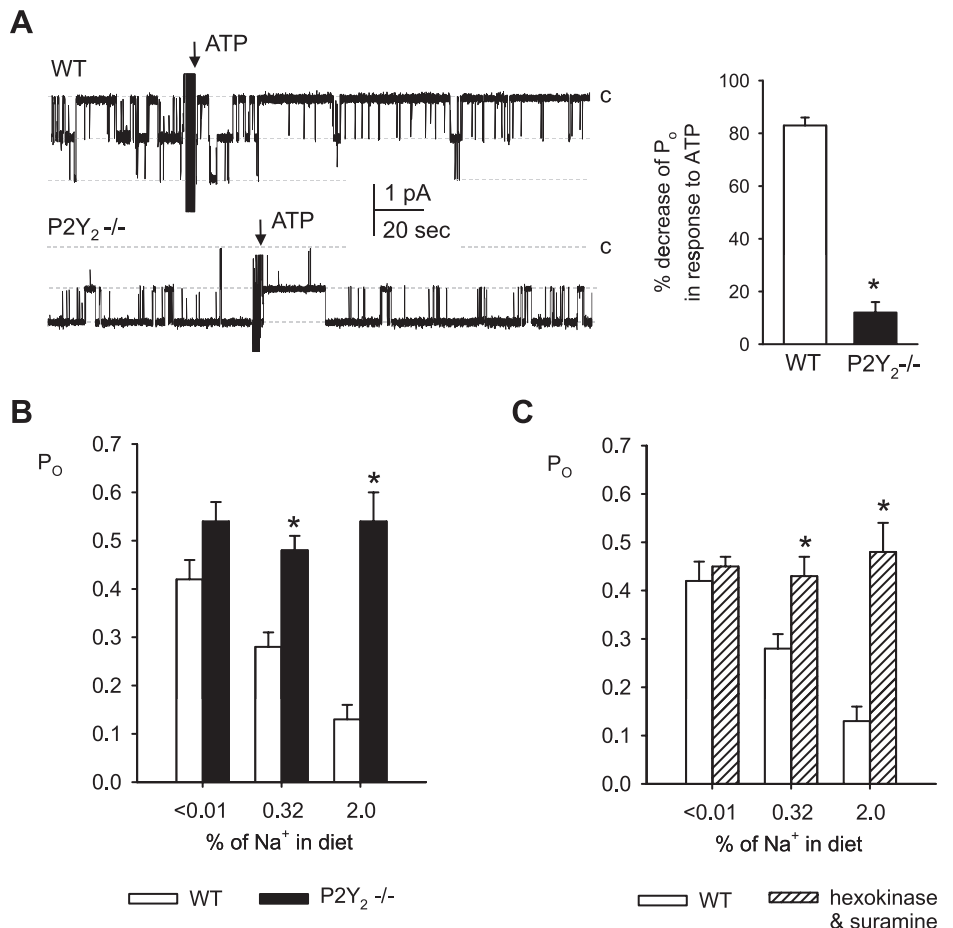 A
ATP
WT
c
1 pA
20 sec
P2Y2 -/-
ATP
c
% decrease of Po
in response to ATP
100
80
60
40
20
0
*
WT P2Y2-/-
B
PO
0.7
0.6
0.5
0.4
0.3
0.2
0.1
0.0
*
*
<0.01 0.32 2.0
% of Na+ in diet
WT P2Y2 -/-
C
PO
0.7
0.6
0.5
0.4
0.3
0.2
0.1
0.0
*
*
<0.01 0.32 2.0
% of Na+ in diet
WT hexokinase
& suramine